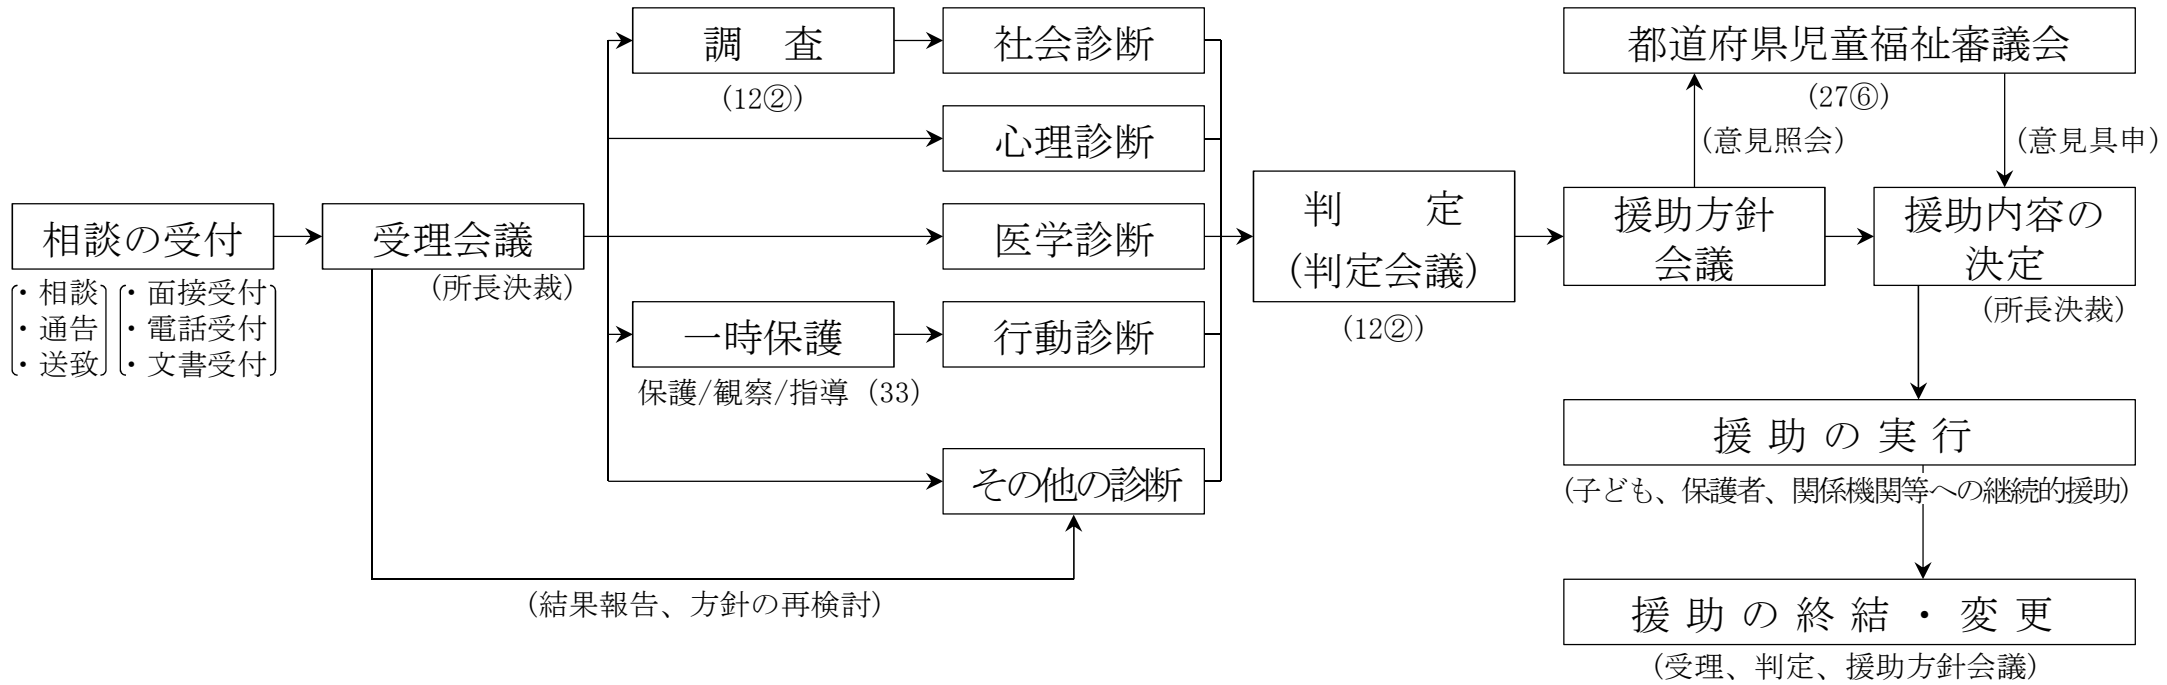 相談の受付
・相談
・通告
・送致
・面接受付
・電話受付
・文書受付
受理会議
(所長決裁)
調　査
(12②)
社会診断
心理診断
医学診断
一時保護
保護/観察/指導 (33)
行動診断
その他の診断
(結果報告、方針の再検討)
判　定
(判定会議)
(12②)
都道府県児童福祉審議会
(27⑥)
(意見照会)
(意見具申)
援助方針
会議
援助内容の
決定
(所長決裁)
援助の実行
(子ども、保護者、関係機関等への継続的援助)
援助の終結・変更
(受理、判定、援助方針会議)